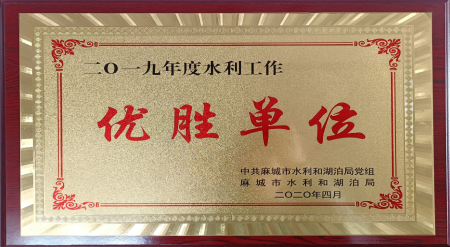 二〇一九年度水利工作
优胜单位
中共麻城市水利和湖泊局党组
麻城市水利和湖泊局
二〇二〇年四月